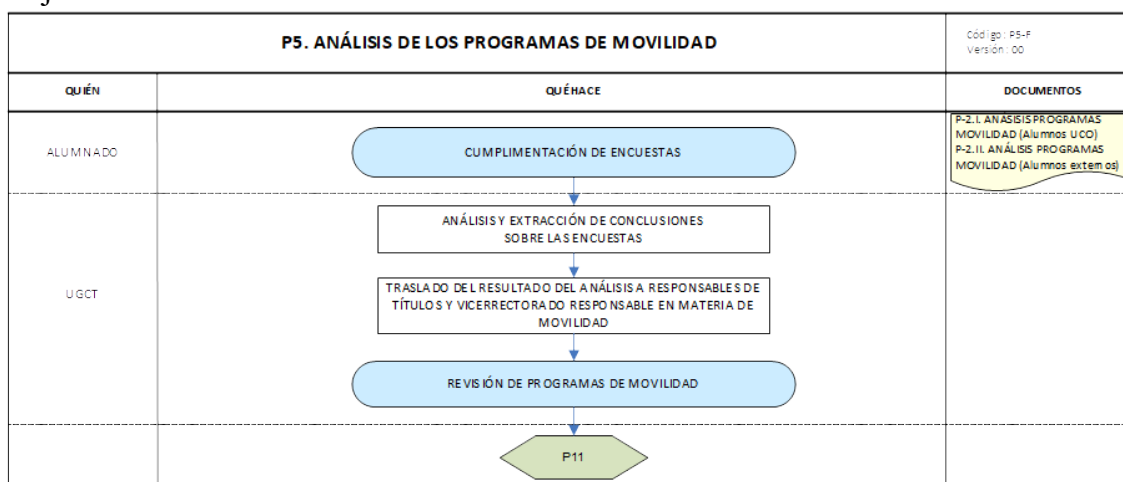 P5. ANÁLISIS DE LOS PROGRAMAS DE MOVILIDAD
Código: P5-F
Versión: 00
QUIÉN
QUÉ HACE
DOCUMENTOS
ALUMNADO
CUMPLIMENTACIÓN DE ENCUESTAS
P-2.I. ANÁSISIS PROGRAMAS
MOVILIDAD (Alumnos UCO)
P-2.II. ANÁLISIS PROGRAMAS
MOVILIDAD (Alumnos externos)
UGCT
ANÁLISIS Y EXTRACCIÓN DE CONCLUSIONES
SOBRE LAS ENCUESTAS
TRASLADO DEL RESULTADO DEL ANÁLISIS A RESPONSABLES DE
TÍTULOS Y VICERRECTORADO RESPONSABLE EN MATERIA DE
MOVILIDAD
REVISIÓN DE PROGRAMAS DE MOVILIDAD
P11